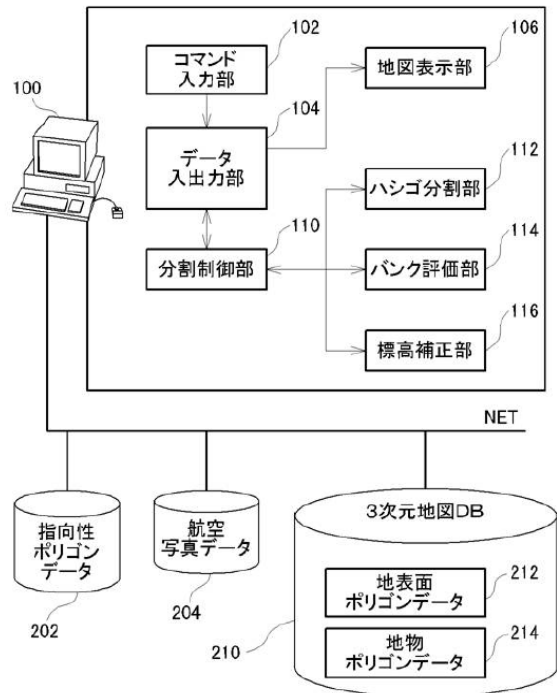 100
102
コマンド
入力部
104
データ
入出力部
106
地図表示部
110
分割制御部
112
ハシゴ分割部
114
バンク評価部
116
標高補正部
NET
指向性
ポリゴン
データ
202
航空
写真データ
204
3次元地図DB
地表面
ポリゴンデータ
212
地物
ポリゴンデータ
214
210